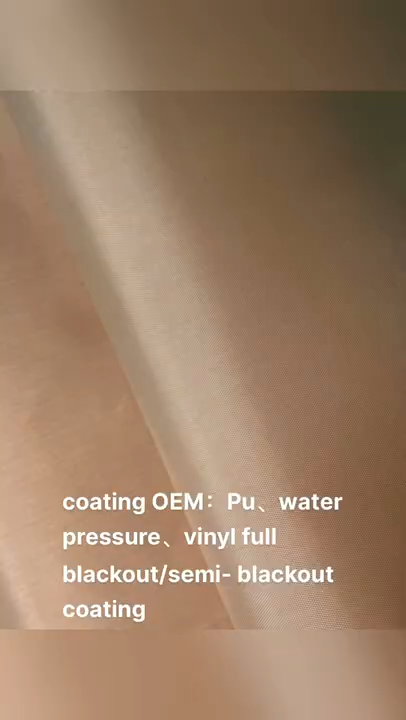 coating OEM：Pu、water
pressure、vinyl full
blackout/semi- blackout
coating